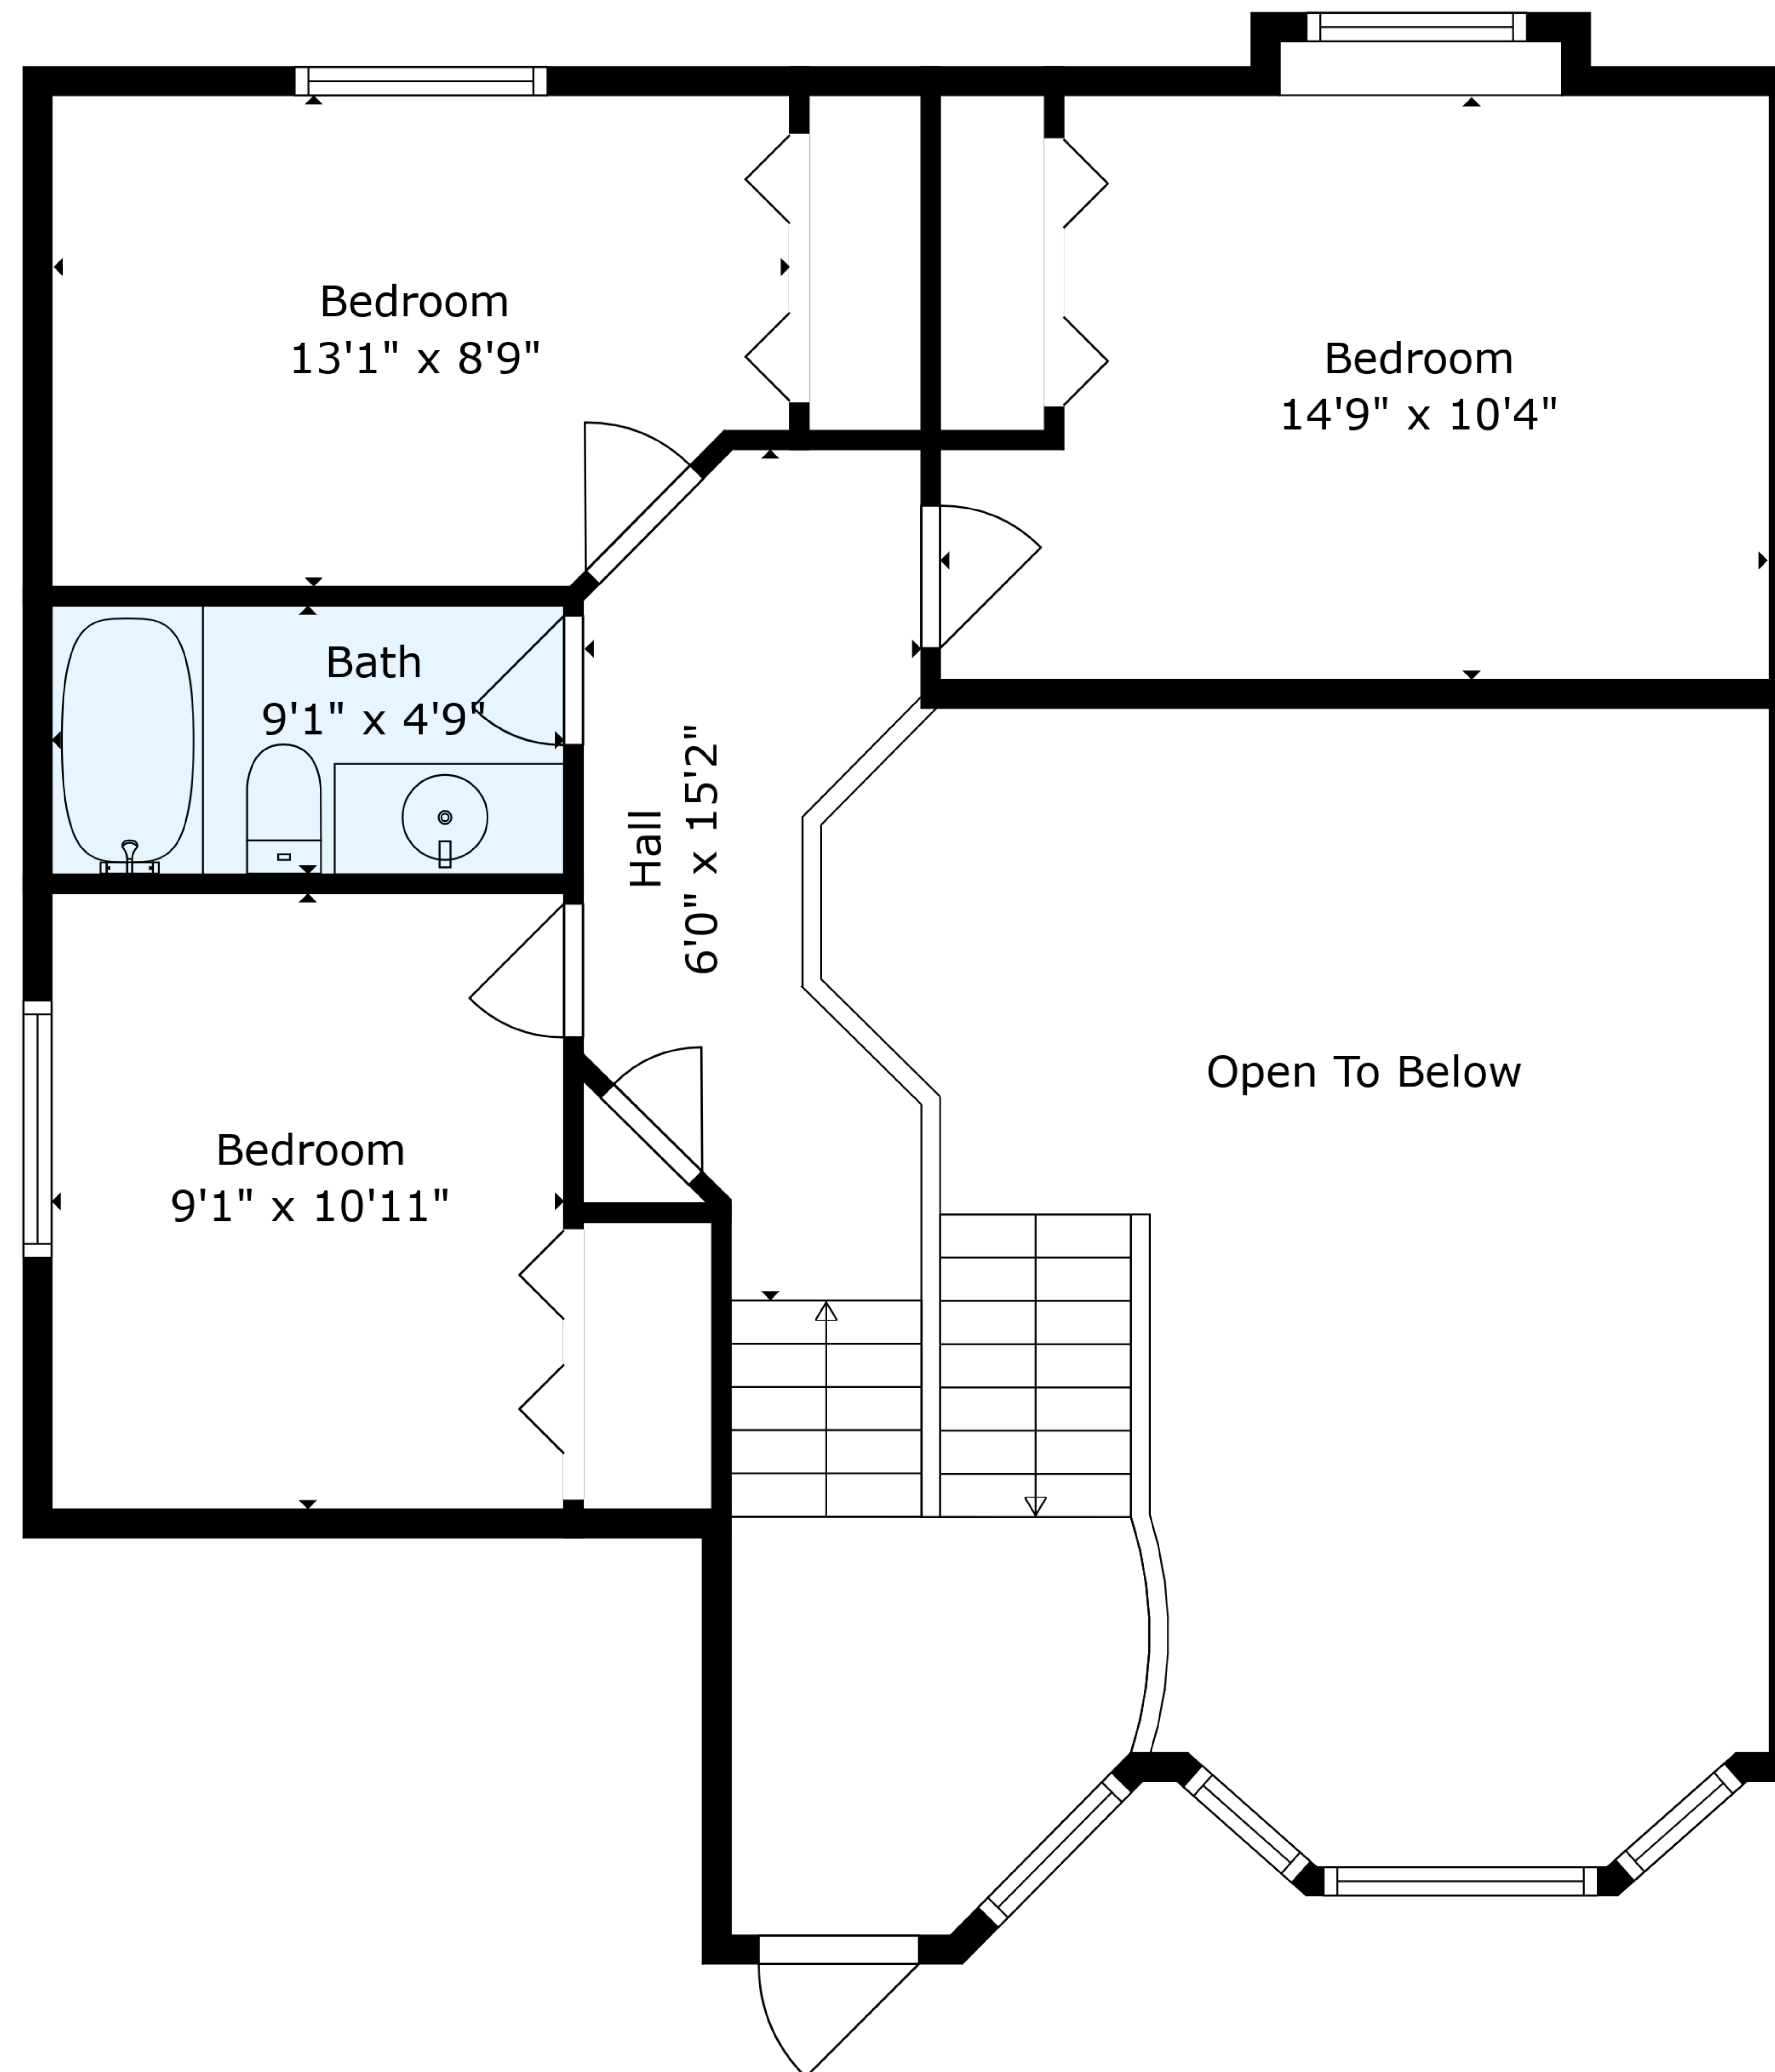 Bedroom
13'1" x 8'9"
Bedroom
14'9" x 10'4"
Bath
9'1" x 4'9"
Hall
6'0" x 15'2"
Open To Below
Bedroom
9'1" x 10'11"